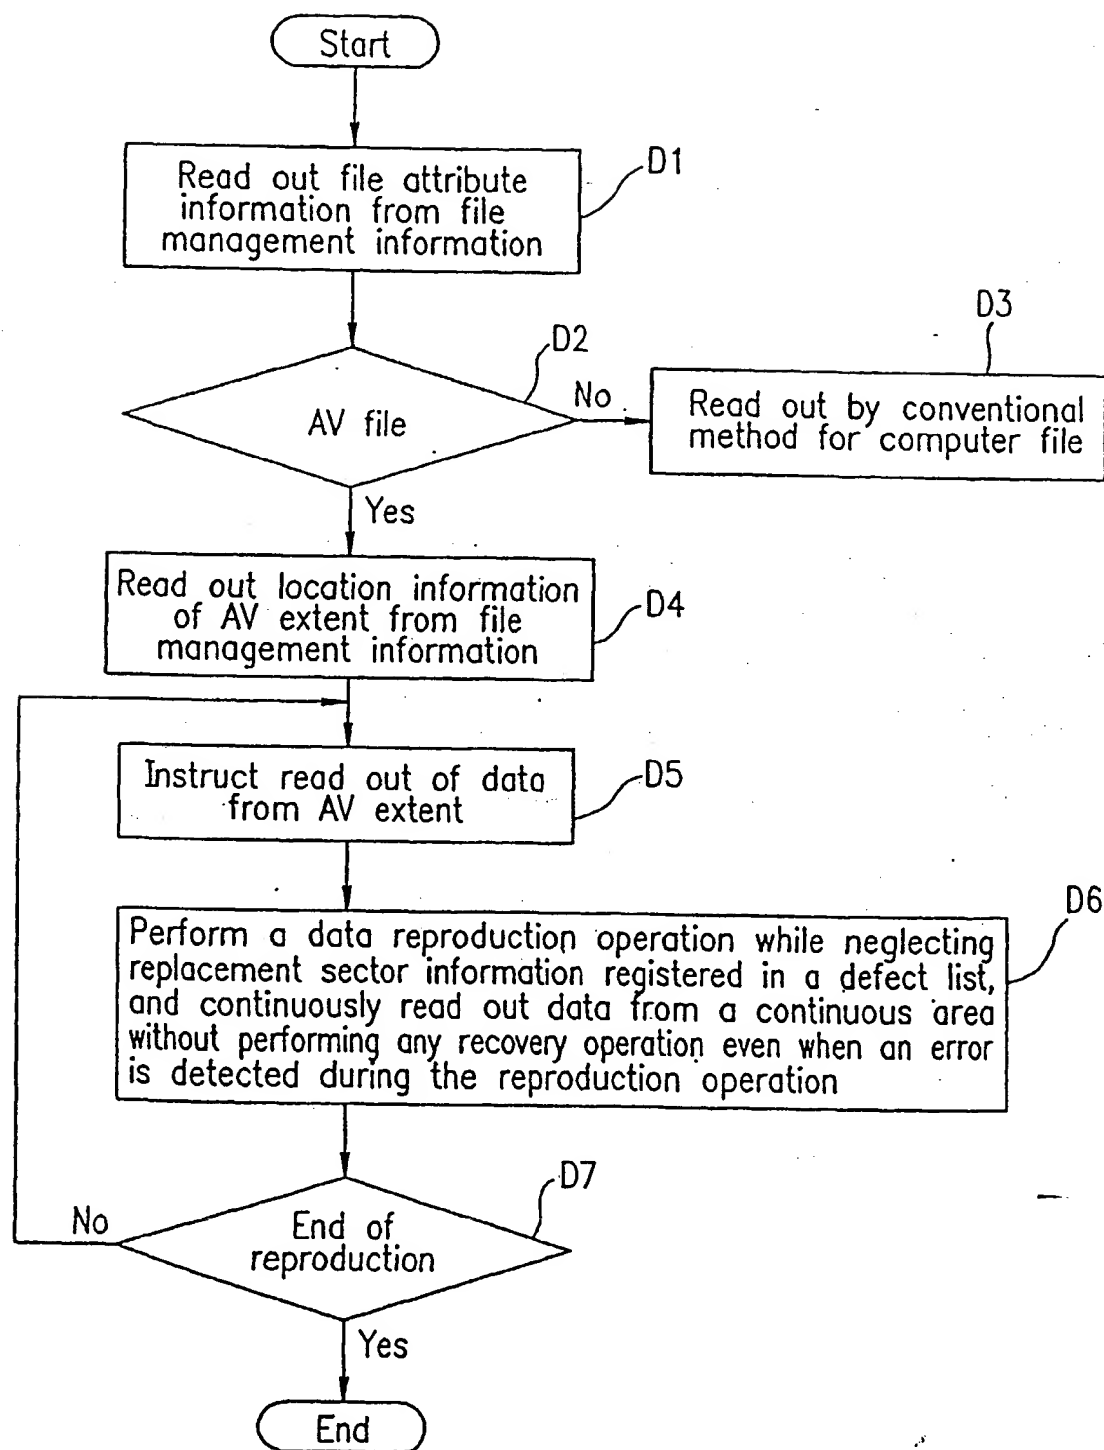 Start
Read out file attribute
information from file
management information
D1
AV file
D2
No
D3
Read out by conventional
method for computer file
Yes
Read out location information
of AV extent from file
management information
D4
Instruct read out of data
from AV extent
D5
Perform a data reproduction operation while neglecting
replacement sector information registered in a defect list,
and continuously read out data from a continuous area
without performing any recovery operation even when an error
is detected during the reproduction operation
D6
End of
reproduction
D7
No
Yes
End